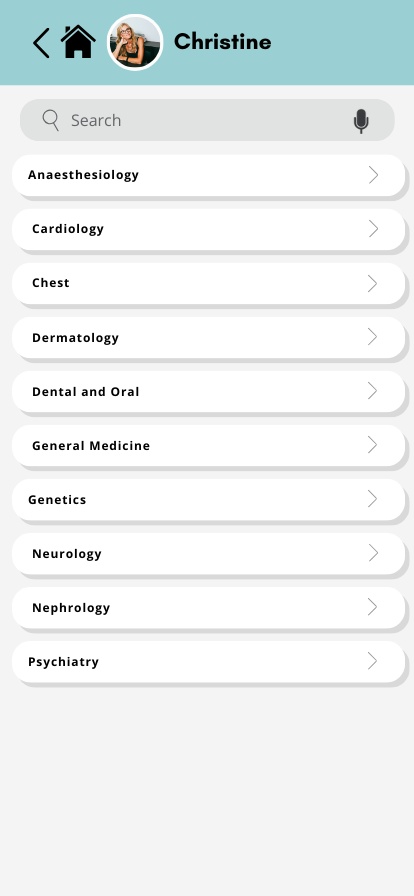 Christine
Search
Anaesthesiology
Cardiology
Chest
Dermatology
Dental and Oral
General Medicine
Genetics
Neurology
Nephrology
Psychiatry